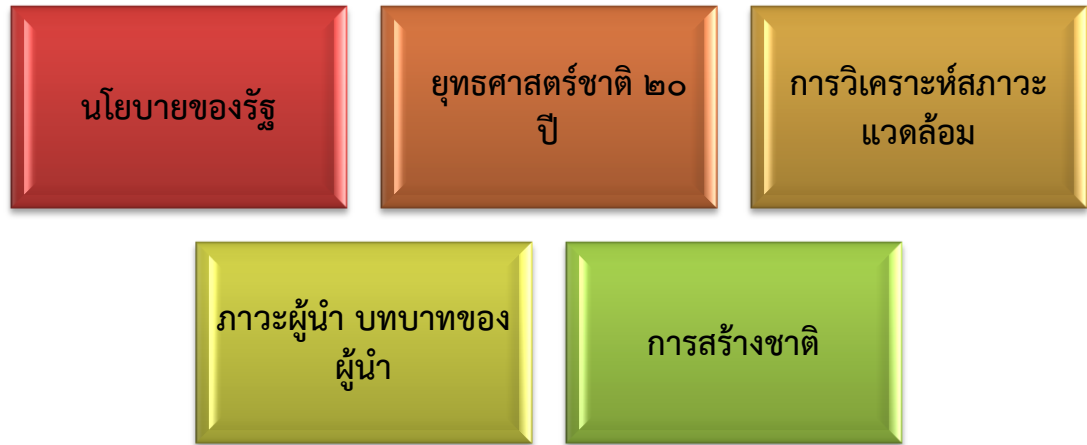 นโยบายของรัฐ
ยุทธศาสตร์ชาติ ๒๐
ปี
การวิเคราะห์สภาวะ
แวดล้อม
ภาวะผู้นำ บทบาทของ
ผู้นำ
การสร้างชาติ